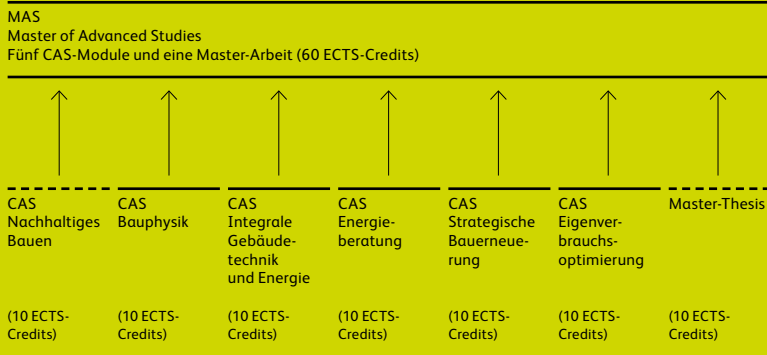 MAS
Master of Advanced Studies
Fünf CAS-Module und eine Master-Arbeit (60 ECTS-Credits)
CAS
Nachhaltiges
Bauen
(10 ECTS-
Credits)
CAS
Bauphysik
(10 ECTS-
Credits)
CAS
Integrale
Gebäude-
technik
und Energie
(10 ECTS-
Credits)
CAS
Energie-
beratung
(10 ECTS-
Credits)
CAS
Strategische
Bauerneue-
rung
(10 ECTS-
Credits)
CAS
Eigenver-
brauchs-
optimierung
(10 ECTS-
Credits)
Master-Thesis
(10 ECTS-
Credits)